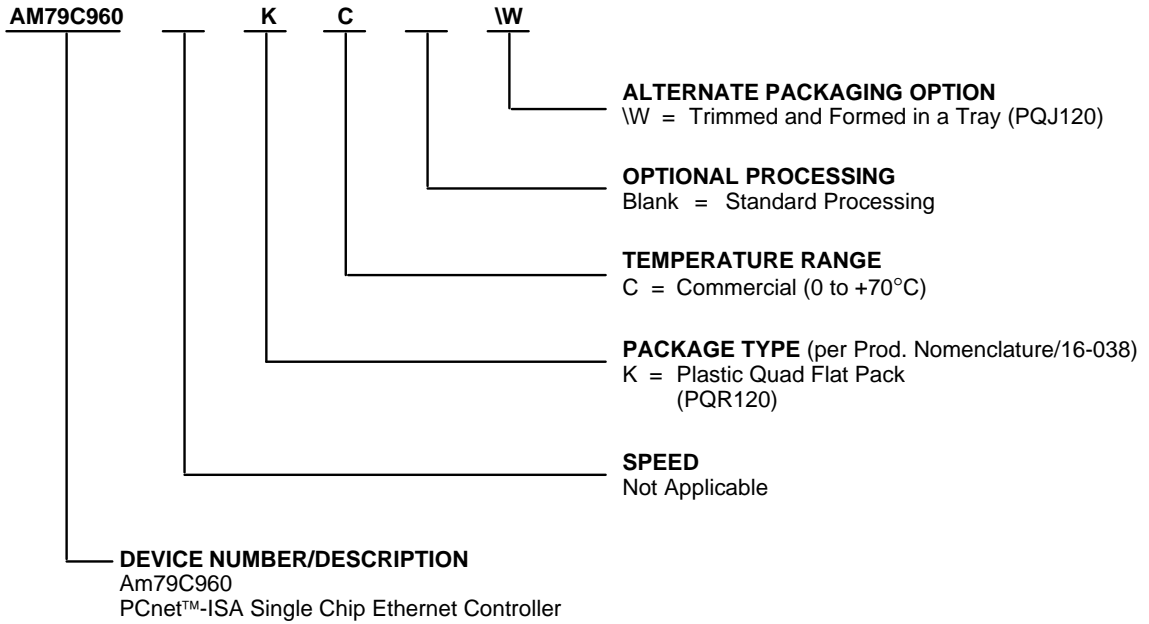 AM79C960 K C \W
ALTERNATE PACKAGING OPTION
\W = Trimmed and Formed in a Tray (PQJ120)
OPTIONAL PROCESSING
Blank = Standard Processing
TEMPERATURE RANGE
C = Commercial (0 to +70°C)
PACKAGE TYPE (per Prod. Nomenclature/16-038)
K = Plastic Quad Flat Pack
(PQR120)
SPEED
Not Applicable
DEVICE NUMBER/DESCRIPTION
Am79C960
PCnet™-ISA Single Chip Ethernet Controller